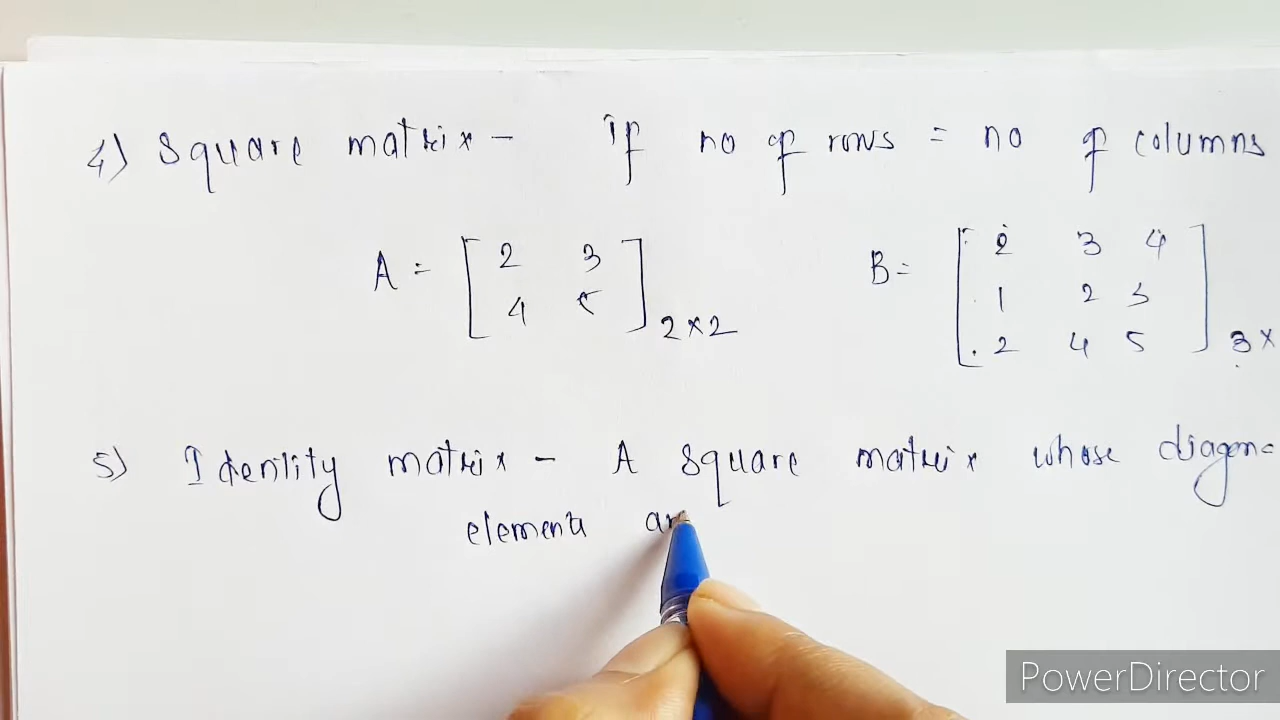 4) Square matrix - if no of rows = no of columns
A = [ 2 3
4 5 ] 2×2
B = [ 2 3 4
1 2 3
2 4 5 ] 3×
5) Identity matrix - A square matrix whose diagon
elements ar
PowerDirector